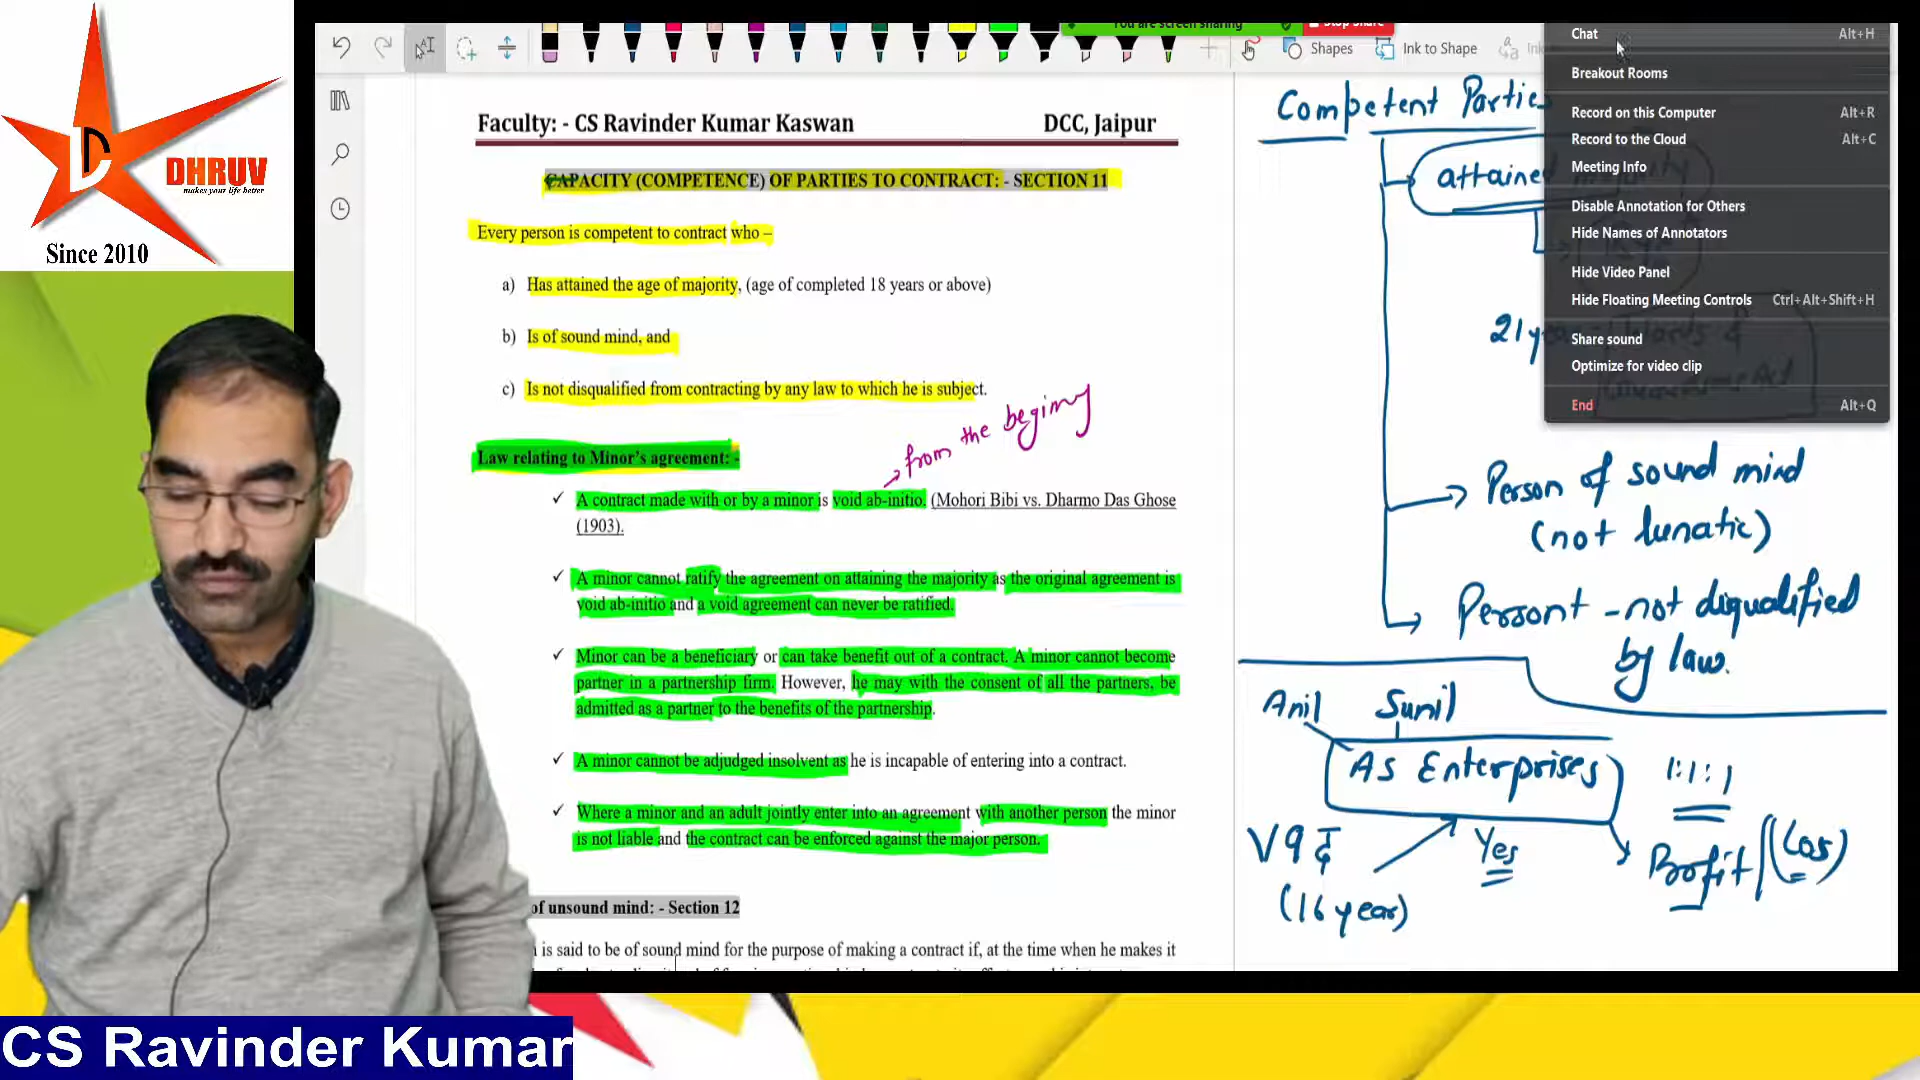 You are screen sharing
Stop Share
Shapes
Ink to Shape
DHRUV
makes your life better
Since 2010
Faculty: - CS Ravinder Kumar Kaswan DCC, Jaipur
CAPACITY (COMPETENCE) OF PARTIES TO CONTRACT: - SECTION 11
Every person is competent to contract who –
a) Has attained the age of majority, (age of completed 18 years or above)
b) Is of sound mind, and
c) Is not disqualified from contracting by any law to which he is subject.
from the begining
Law relating to Minor's agreement: -
✓ A contract made with or by a minor is void ab-initio. (Mohori Bibi vs. Dharmo Das Ghose
(1903).
✓ A minor cannot ratify the agreement on attaining the majority as the original agreement is
void ab-initio and a void agreement can never be ratified.
✓ Minor can be a beneficiary or can take benefit out of a contract. A minor cannot become
partner in a partnership firm. However, he may with the consent of all the partners, be
admitted as a partner to the benefits of the partnership.
✓ A minor cannot be adjudged insolvent as he is incapable of entering into a contract.
✓ Where a minor and an adult jointly enter into an agreement with another person the minor
is not liable and the contract can be enforced against the major person.
of unsound mind: - Section 12
is said to be of sound mind for the purpose of making a contract if, at the time when he makes it
Competent Parties
attained
21 ye
Person of sound mind
(not lunatic)
Persont - not diqualified
by law.
Anil Sunil
As Enterprises
1:1:1
Yes
(16 year)
Profit / (Los)
Chat Alt+H
Breakout Rooms
Record on this Computer Alt+R
Record to the Cloud Alt+C
Meeting Info
Disable Annotation for Others
Hide Names of Annotators
Hide Video Panel
Hide Floating Meeting Controls Ctrl+Alt+Shift+H
Share sound
Optimize for video clip
End Alt+Q
CS Ravinder Kumar